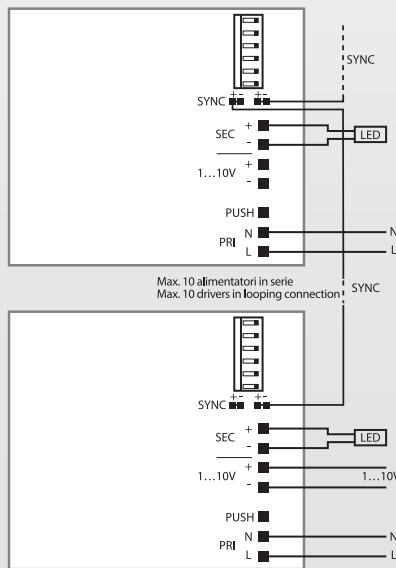 SYNC
+ - + -
SYNC
+
SEC
LED
-
+
1...10V
-
PUSH
N
N
PRI
L
L
Max. 10 alimentatori in serie
Max. 10 drivers in looping connection
SYNC
+ - + -
SYNC
+
SEC
LED
-
+
1...10V
1...10V
-
PUSH
N
N
PRI
L
L